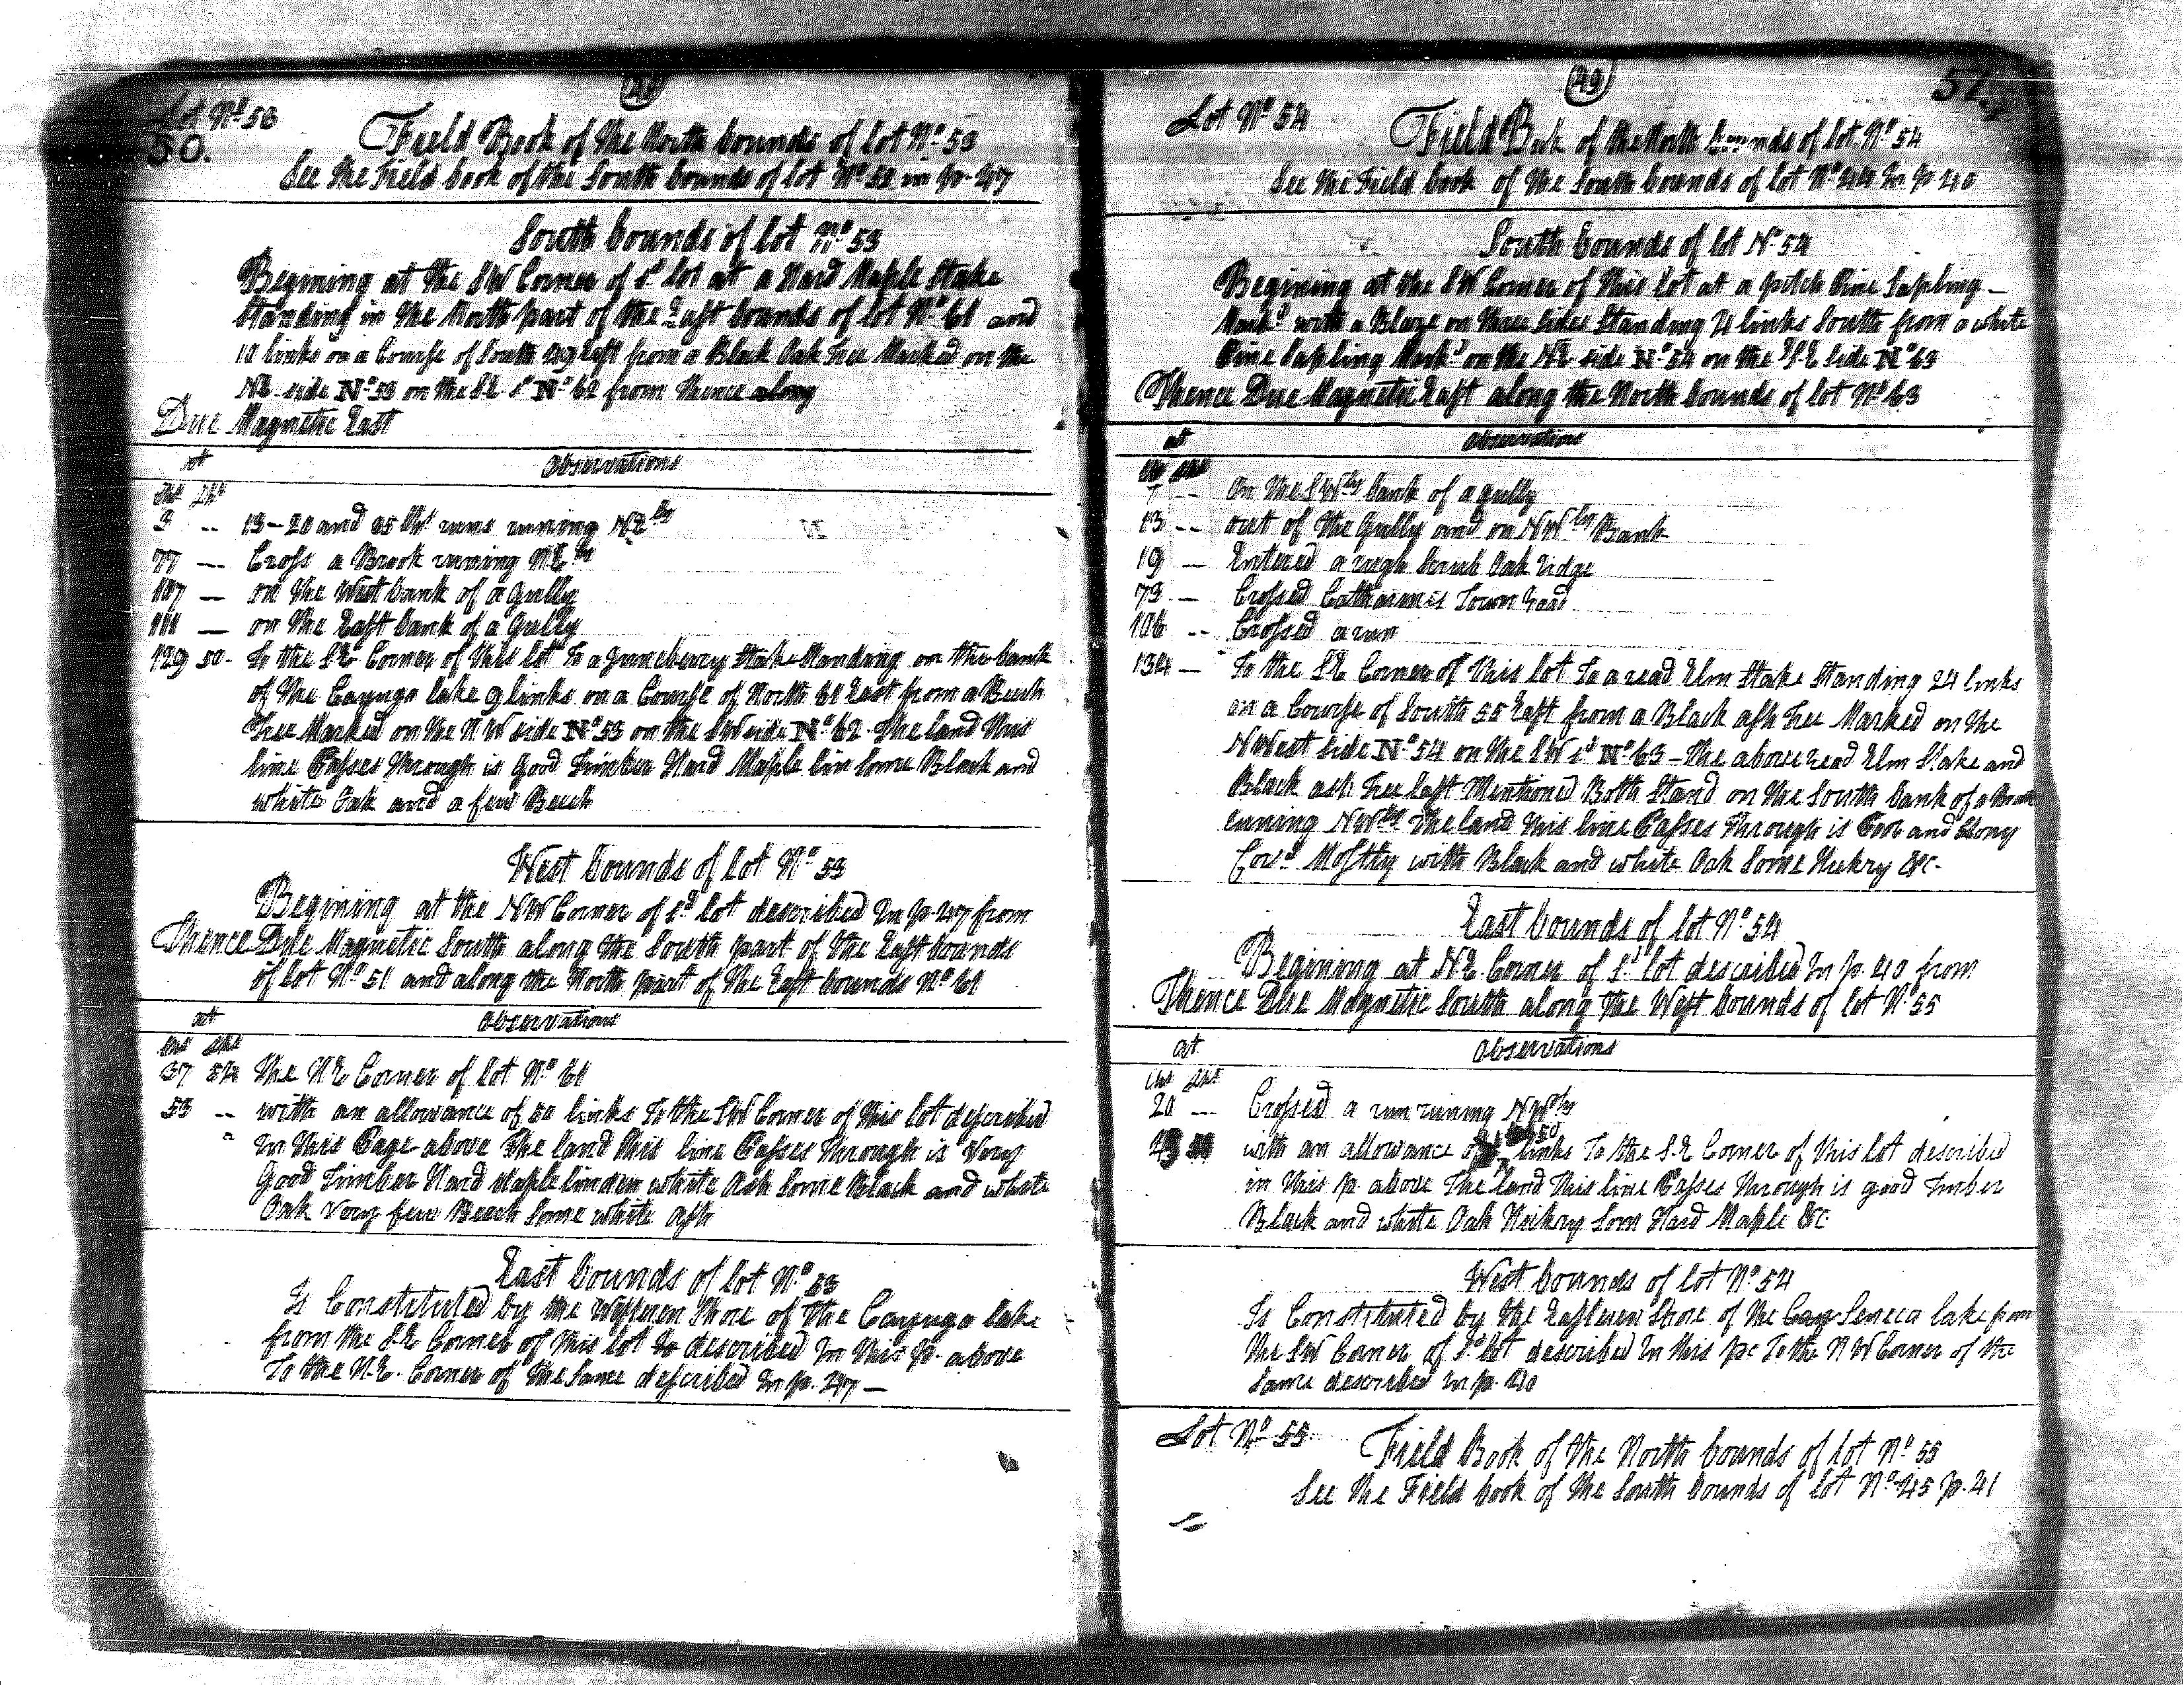 Lot No 53
50.
Field Book of the North bounds of lot No 53
See the Field book of the South bounds of lot No 52 in p. 47
South bounds of lot No 53
Begining at the SW Corner of sd lot at a Hard Maple Stake
Standing in the North part of the East bounds of lot No 61 and
10 links on a Course of South 49 East from a Black Oak Tree Marked on the
NE side No 53 on the SE sd No 62 from thence along
Due Magnetic East
at Observations
Chs Lks
3 -- 13-20 and 35 Chs runs runing NEly
77 -- Cross a Brook runing NEly
107 -- on the West bank of a Gully
111 -- on the East bank of a Gully
129 50- To the SE Corner of this lot To a Juneberry Stake Standing on the bank
of the Cayuga lake 9 links on a Course of North 61 East from a Beech
Tree Marked on the NW side No 53 on the SW side No 62. The land this
line Passes through is Good Timber Hard Maple lin Some Black and
white Oak and a few Beech
West bounds of lot No 53
Begining at the NW Corner of sd lot described In p. 47 from
Thence Due Magnetic South along the South part of the East bounds
of lot No 51 and along the North part of the East bounds No 61
at Observations
Chs Lks
37 54 the NE Corner of lot No 61
53 -- with an allowance of 50 links To the SW Corner of this lot described
In this Page above The land this line Passes through is Very
Good Timber Hard Maple linden white Ash Some Black and white
Oak Very few Beech Some white Ash
East bounds of lot No 53
Is Constituted by the Westeren Shore of the Cayuga lake
from the SE Corner of this lot to described In this p. above
To the NE. Corner of the Same described In p. 47 -
49
51
Lot No 54
Field Book of the North bounds of lot No 54
See the Field book of the South bounds of lot No 44 In p 40
South bounds of lot No 54
Begining at the SW Corner of this lot at a pitch Pine Sapling -
Markd with a Blaze on three Sides Standing 21 links South from a white
Pine Sapling Markd on the NE side No 54 on the SE side No 63
Thence Due Magnetic East along the North bounds of lot No 63
at Observations
Chs Lks
7 -- On the SWly bank of a gully
13 -- out of the Gully and on NWly Bank
19 -- Entered a rugh Scrub Oak ridge
73 -- Crossed Catharines Town road
106 -- Crossed a run
134 -- To the SE Corner of this lot To a read Elm Stake Standing 24 links
on a Course of South 55 East from a Black ash Tree Marked on the
NWest side No 54 on the SW sd No 63 - the above read Elm Stake and
Black ash Tree last Mentioned Both Stand on the South bank of a
runing NWly The land this line Passes through is Poor and Stony
Covd Mostly with Black and white Oak Some Hickry &c.
East bounds of lot No 54
Begining at NE. Corner of sd lot described In p. 40 from
Thence Due Magnetic South along the West bounds of lot No 55
at Observations
Chs Lks
20 -- Crossed a run runing NWly
with an allowance of 50 links To the SE Corner of this lot described
in this p. above The land this line Passes through is good Timber
Black and white Oak Hickory Som Hard Maple &c
West bounds of lot No 54
Is Constituted by the Easteren Shore of the Cay Seneca lake from
the SW Corner of sd lot described In this p. To the NW Corner of the
Same described In p. 40
Lot No 55
Field Book of the North bounds of lot No 55
See the Field book of the South bounds of lot No 45 p. 41